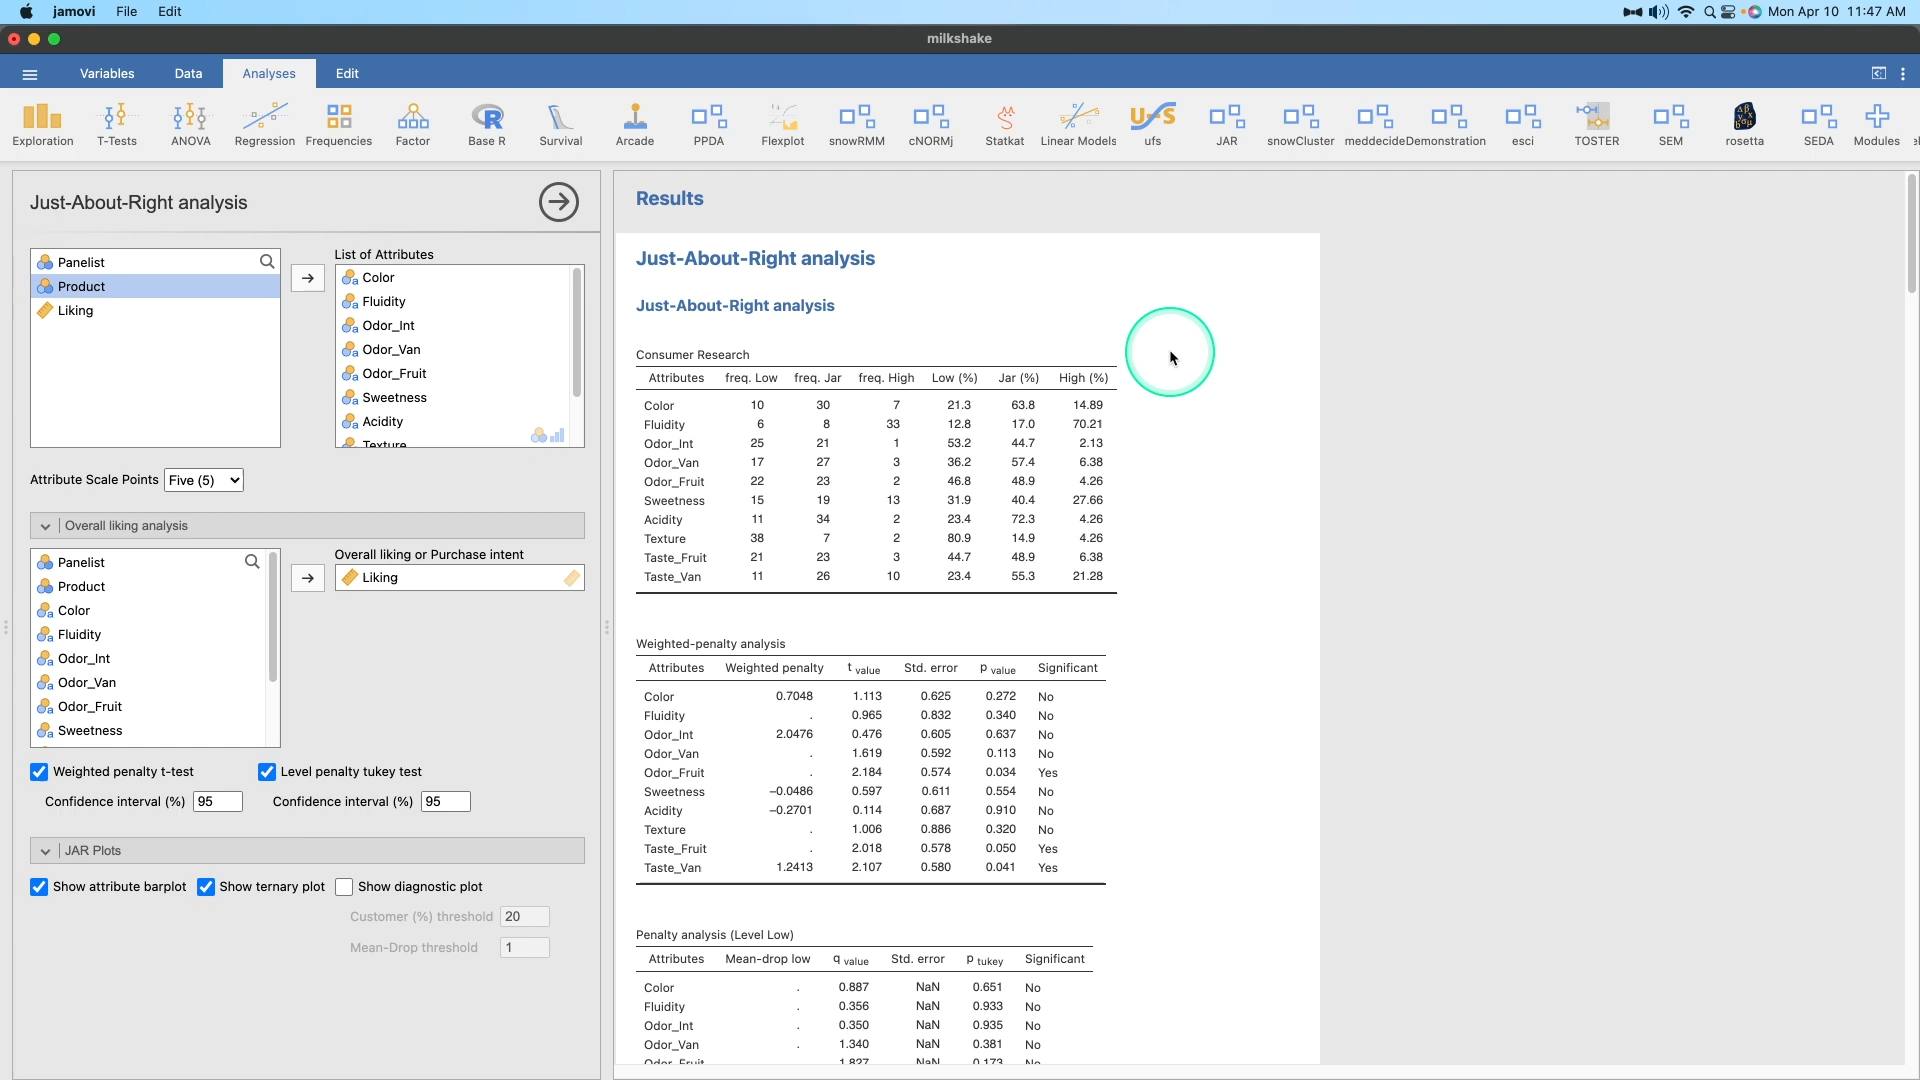 jamovi File Edit Mon Apr 10 11:47 AM
milkshake
Variables Data Analyses Edit
Exploration T-Tests ANOVA Regression Frequencies Factor Base R Survival Arcade PPDA Flexplot snowRMM cNORMj Statkat Linear Models ufs JAR snowCluster meddecide Demonstration esci TOSTER SEM rosetta SEDA Modules
Just-About-Right analysis
Panelist
Product
Liking
List of Attributes
Color
Fluidity
Odor_Int
Odor_Van
Odor_Fruit
Sweetness
Acidity
Texture
Attribute Scale Points Five (5)
Overall liking analysis
Panelist
Product
Color
Fluidity
Odor_Int
Odor_Van
Odor_Fruit
Sweetness
Overall liking or Purchase intent
Liking
Weighted penalty t-test Level penalty tukey test
Confidence interval (%) 95 Confidence interval (%) 95
JAR Plots
Show attribute barplot Show ternary plot Show diagnostic plot
Customer (%) threshold 20
Mean-Drop threshold 1
Results
Just-About-Right analysis
Just-About-Right analysis
Consumer Research
Attributes freq. Low freq. Jar freq. High Low (%) Jar (%) High (%)
Color 10 30 7 21.3 63.8 14.89
Fluidity 6 8 33 12.8 17.0 70.21
Odor_Int 25 21 1 53.2 44.7 2.13
Odor_Van 17 27 3 36.2 57.4 6.38
Odor_Fruit 22 23 2 46.8 48.9 4.26
Sweetness 15 19 13 31.9 40.4 27.66
Acidity 11 34 2 23.4 72.3 4.26
Texture 38 7 2 80.9 14.9 4.26
Taste_Fruit 21 23 3 44.7 48.9 6.38
Taste_Van 11 26 10 23.4 55.3 21.28
Weighted-penalty analysis
Attributes Weighted penalty t value Std. error p value Significant
Color 0.7048 1.113 0.625 0.272 No
Fluidity . 0.965 0.832 0.340 No
Odor_Int 2.0476 0.476 0.605 0.637 No
Odor_Van . 1.619 0.592 0.113 No
Odor_Fruit . 2.184 0.574 0.034 Yes
Sweetness −0.0486 0.597 0.611 0.554 No
Acidity −0.2701 0.114 0.687 0.910 No
Texture . 1.006 0.886 0.320 No
Taste_Fruit . 2.018 0.578 0.050 Yes
Taste_Van 1.2413 2.107 0.580 0.041 Yes
Penalty analysis (Level Low)
Attributes Mean-drop low q value Std. error p tukey Significant
Color . 0.887 NaN 0.651 No
Fluidity . 0.356 NaN 0.933 No
Odor_Int . 0.350 NaN 0.935 No
Odor_Van . 1.340 NaN 0.381 No
Odor_Fruit 1.827 NaN 0.173 No